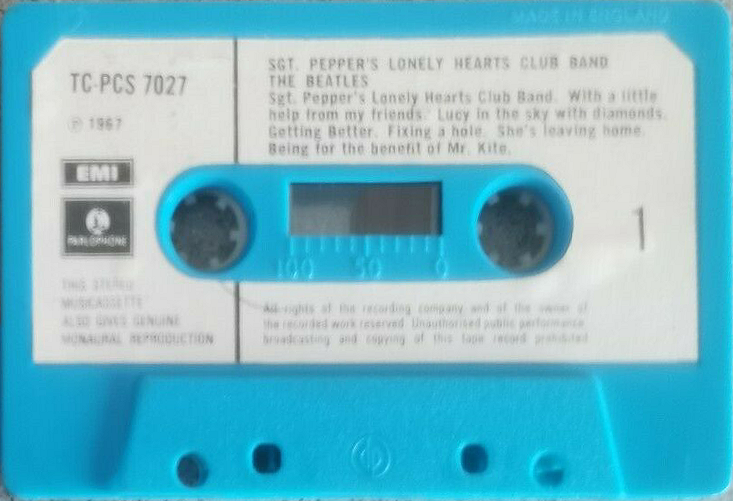 MADE IN ENGLAND
TC-PCS 7027
℗ 1967
EMI
PARLOPHONE
THIS STEREO
MUSICASSETTE
ALSO GIVES GENUINE
MONAURAL REPRODUCTION
SGT. PEPPER'S LONELY HEARTS CLUB BAND
THE BEATLES
Sgt. Pepper's Lonely Hearts Club Band. With a little
help from my friends. Lucy in the sky with diamonds.
Getting Better. Fixing a hole. She's leaving home.
Being for the benefit of Mr. Kite.
1
100 50 0
All rights of the recording company and of the owner of
the recorded work reserved. Unauthorised public performance
broadcasting and copying of this tape record prohibited